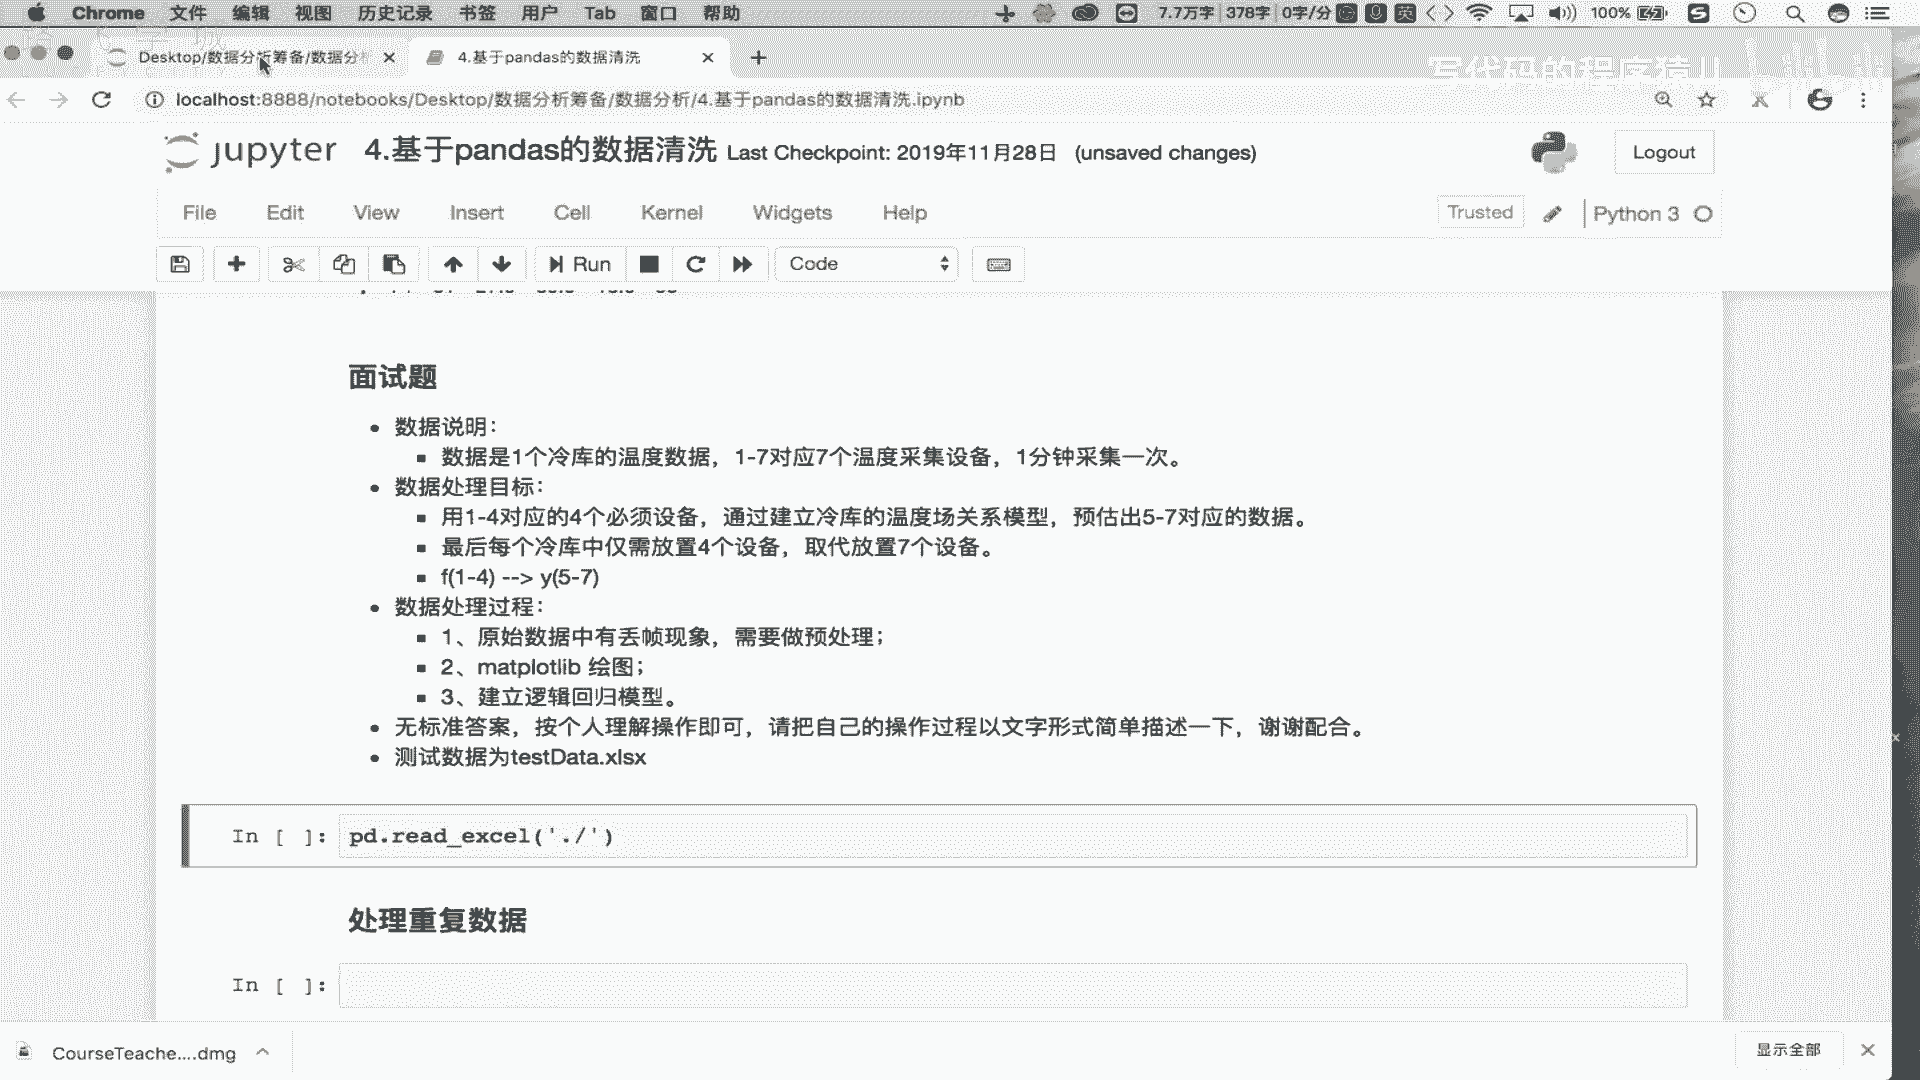 Chrome 文件 编辑 视图 历史记录 书签 用户 Tab 窗口 帮助 7.7万字 378字 0字/分 英 100%
Desktop/数据分析筹备/数据分析 4.基于pandas的数据清洗
写代码的程序猿儿 bilibili
localhost:8888/notebooks/Desktop/数据分析筹备/数据分析/4.基于pandas的数据清洗.ipynb
jupyter 4.基于pandas的数据清洗 Last Checkpoint: 2019年11月28日 (unsaved changes) Logout
File Edit View Insert Cell Kernel Widgets Help Trusted Python 3
Run Code
面试题
数据说明：
数据是1个冷库的温度数据，1-7对应7个温度采集设备，1分钟采集一次。
数据处理目标：
用1-4对应的4个必须设备，通过建立冷库的温度场关系模型，预估出5-7对应的数据。
最后每个冷库中仅需放置4个设备，取代放置7个设备。
f(1-4) --> y(5-7)
数据处理过程：
1、原始数据中有丢帧现象，需要做预处理；
2、matplotlib 绘图；
3、建立逻辑回归模型。
无标准答案，按个人理解操作即可，请把自己的操作过程以文字形式简单描述一下，谢谢配合。
测试数据为testData.xlsx
In [ ]: pd.read_excel('./')
处理重复数据
In [ ]:
CourseTeache....dmg 显示全部